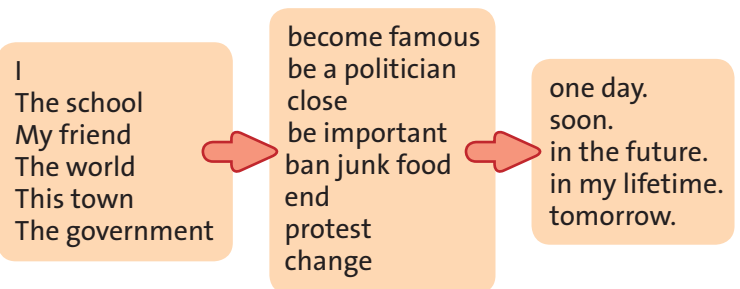 I
The school
My friend
The world
This town
The government
become famous
be a politician
close
be important
ban junk food
end
protest
change
one day.
soon.
in the future.
in my lifetime.
tomorrow.